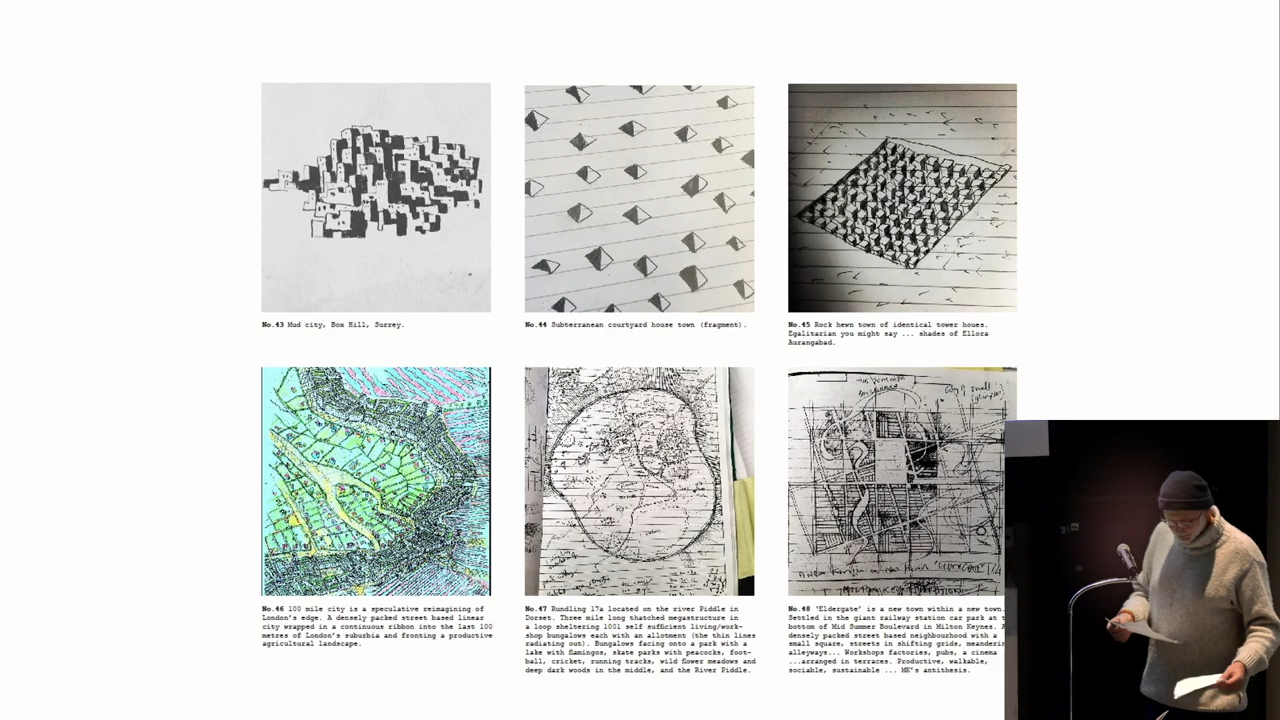 No.43 Mud city, Box Hill, Surrey.
No.44 Subterranean courtyard house town (fragment).
No.45 Rock hewn town of identical tower houes.
Egalitarian you might say ... shades of Ellora
Aurangabad.
No.46 100 mile city is a speculative reimagining of
London's edge. A densely packed street based linear
city wrapped in a continuous ribbon into the last 100
metres of London's suburbia and fronting a productive
agricultural landscape.
No.47 Rundling 17a located on the river Piddle in
Dorset. Three mile long thatched megastructure in
a loop sheltering 1001 self sufficient living/work-
shop bungalows each with an allotment (the thin lines
radiating out). Bungalows facing onto a park with a
lake with flamingos, skate parks with peacocks, foot-
ball, cricket, running tracks, wild flower meadows and
deep dark woods in the middle, and the River Piddle.
No.48 'Eldergate' is a new town within a new town.
Settled in the giant railway station car park at
bottom of Mid Summer Boulevard in Milton Keynes.
densely packed street based neighbourhood with a
small square, streets in shifting grids,
alleyways... Workshops factories, pubs, a cinema
...arranged in terraces. Productive, walkable,
sociable, sustainable ... MK's antithesis.